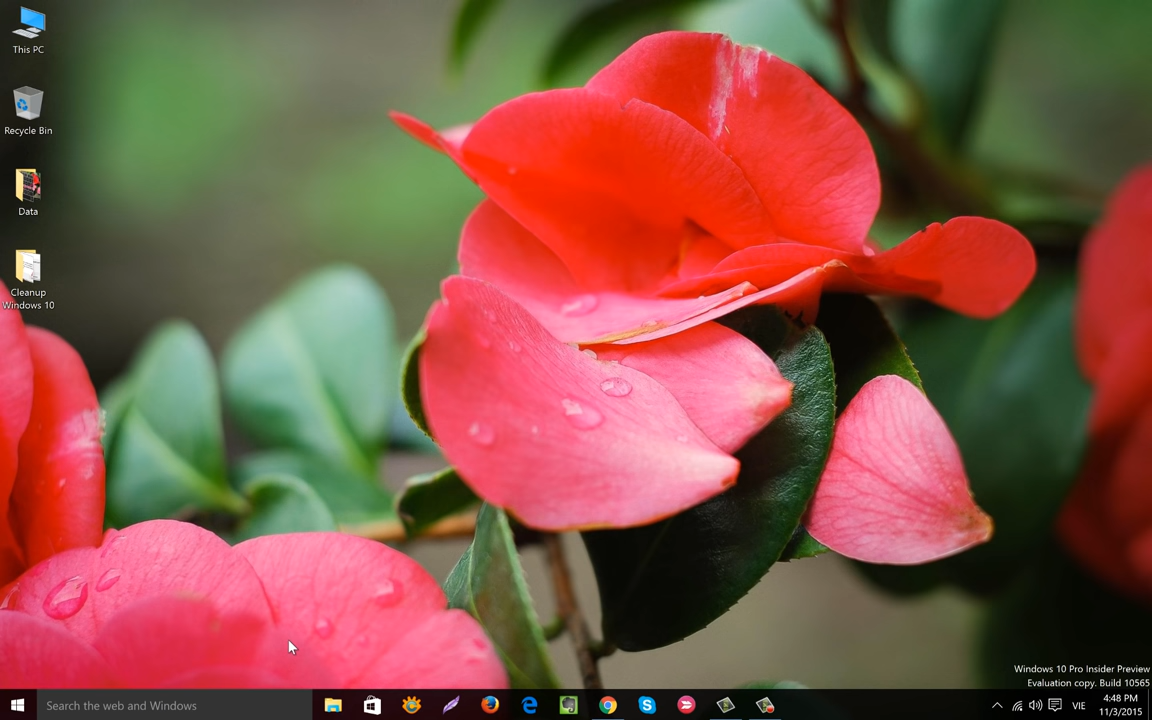 This PC
Recycle Bin
Data
Cleanup
Windows 10
Windows 10 Pro Insider Preview
Evaluation copy. Build 10565
Search the web and Windows
VIE
4:48 PM
11/3/2015